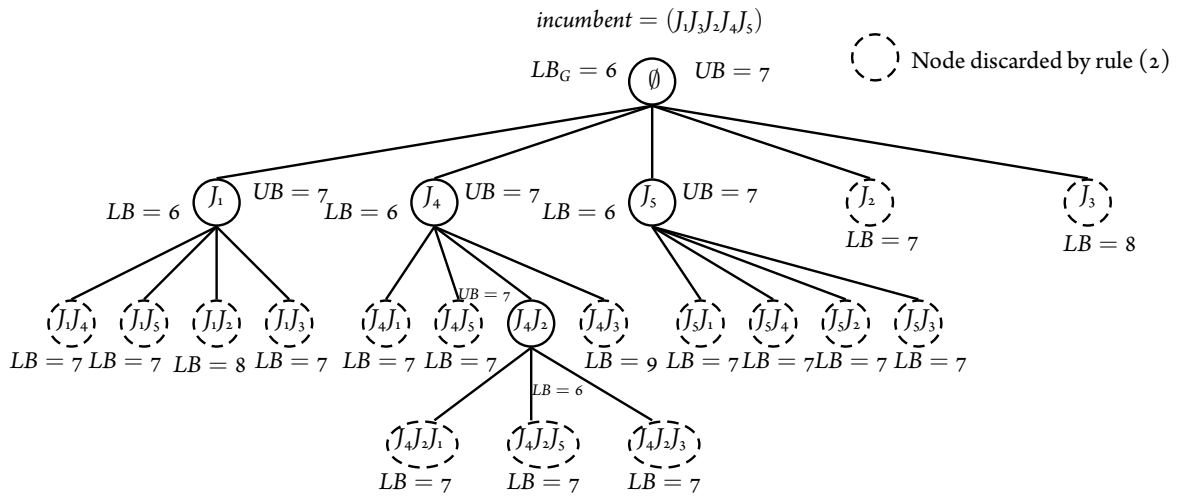 incumbent = (J₁J₃J₂J₄J₅)
LB_G = 6 ∅ UB = 7
Node discarded by rule (2)
J₁ UB = 7 J₄ UB = 7 J₅ UB = 7 J₂ J₃
LB = 6 LB = 6 LB = 6
LB = 7 LB = 8
UB = 7
J₁J₄ J₁J₅ J₁J₂ J₁J₃ J₄J₁ J₄J₅ J₄J₂ J₄J₃ J₅J₁ J₅J₄ J₅J₂ J₅J₃
LB = 7 LB = 7 LB = 8 LB = 7 LB = 7 LB = 7 LB = 9 LB = 7 LB = 7 LB = 7 LB = 7
LB = 6
J₄J₂J₁ J₄J₂J₅ J₄J₂J₃
LB = 7 LB = 7 LB = 7